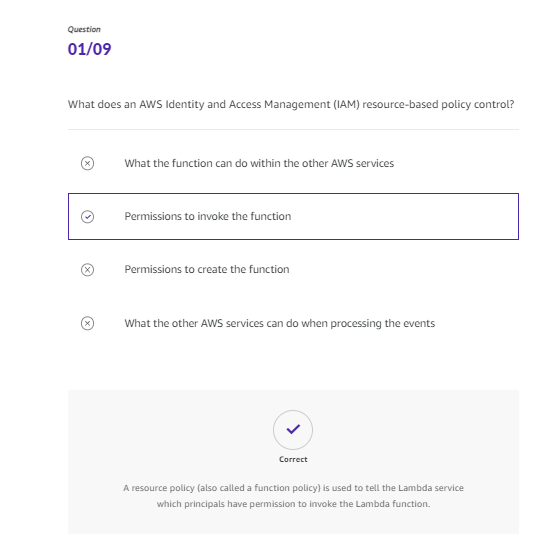 Question
01/09
What does an AWS Identity and Access Management (IAM) resource-based policy control?
What the function can do within the other AWS services
Permissions to invoke the function
Permissions to create the function
What the other AWS services can do when processing the events
Correct
A resource policy (also called a function policy) is used to tell the Lambda service
which principals have permission to invoke the Lambda function.